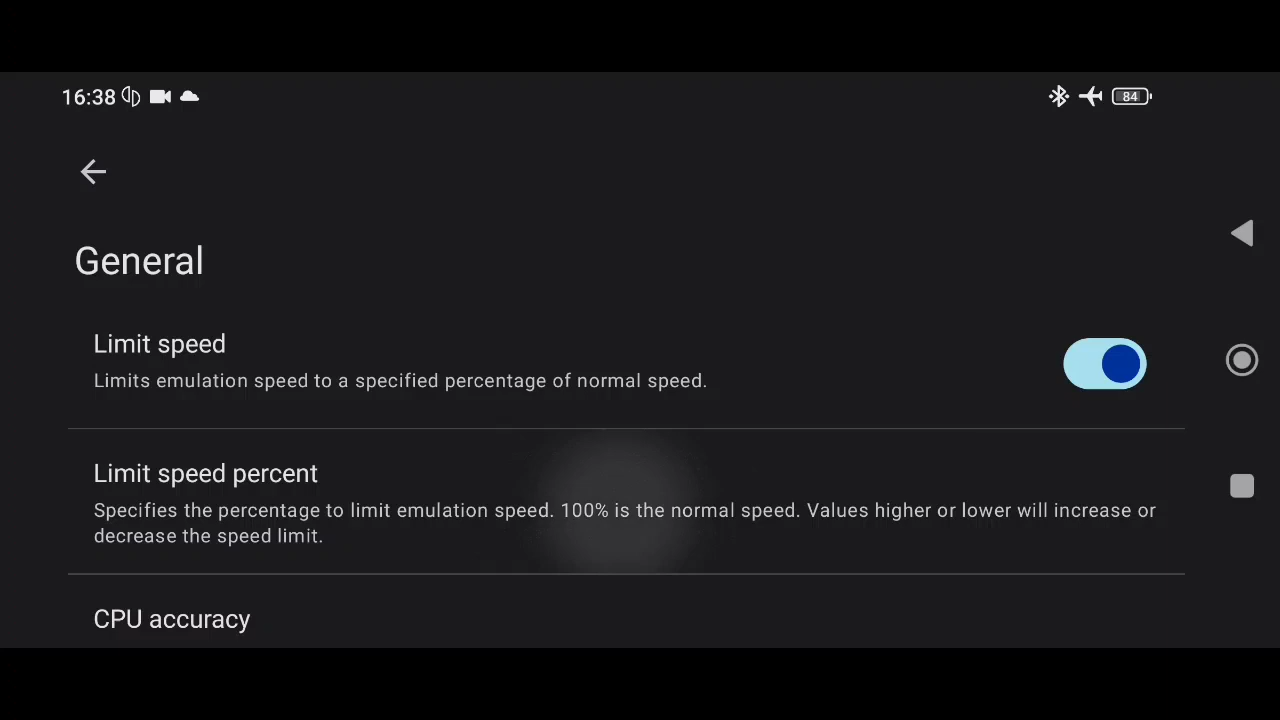 16:38
84
General
Limit speed
Limits emulation speed to a specified percentage of normal speed.
Limit speed percent
Specifies the percentage to limit emulation speed. 100% is the normal speed. Values higher or lower will increase or
decrease the speed limit.
CPU accuracy